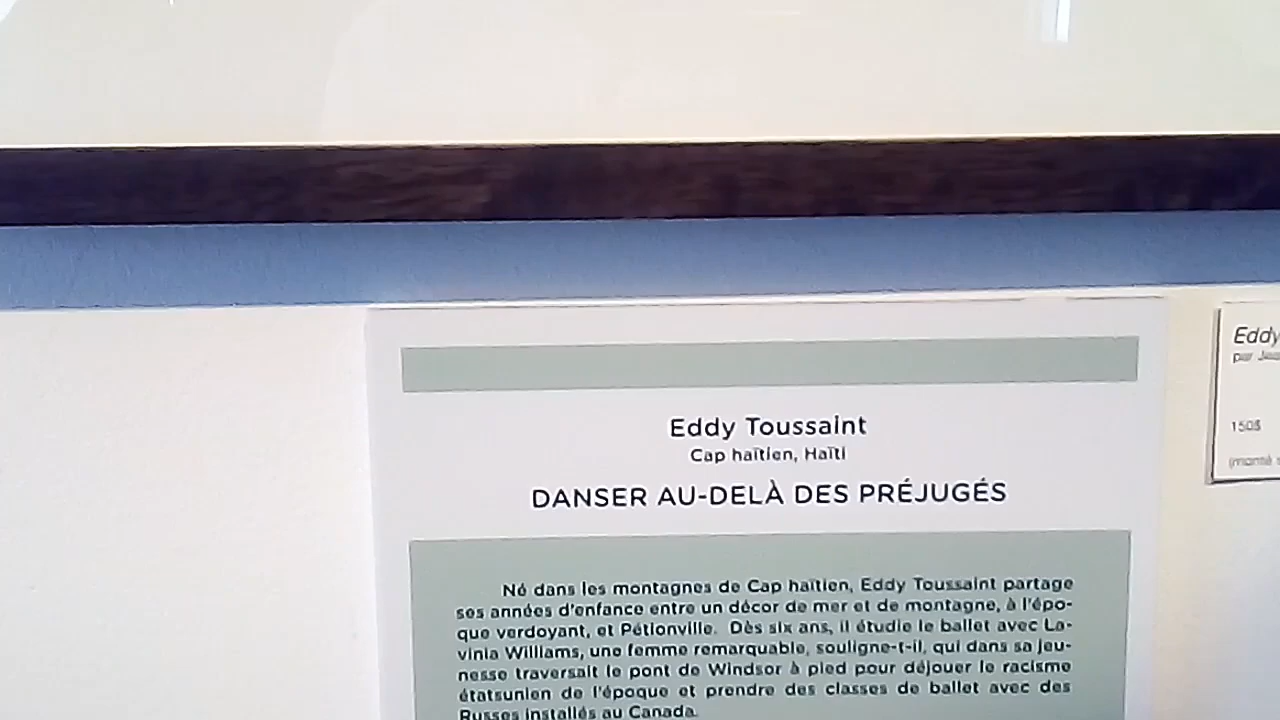 Eddy Toussaint
Cap haïtien, Haïti
DANSER AU-DELÀ DES PRÉJUGÉS
Né dans les montagnes de Cap haïtien, Eddy Toussaint partage
ses années d'enfance entre un décor de mer et de montagne, à l'épo-
que verdoyant, et Pétionville. Dès six ans, il étudie le ballet avec La-
vinia Williams, une femme remarquable, souligne-t-il, qui dans sa jeu-
nesse traversait le pont de Windsor à pied pour déjouer le racisme
étatsunien de l'époque et prendre des classes de ballet avec des
Russes installés au Canada.
Eddy
par
150$
(monté